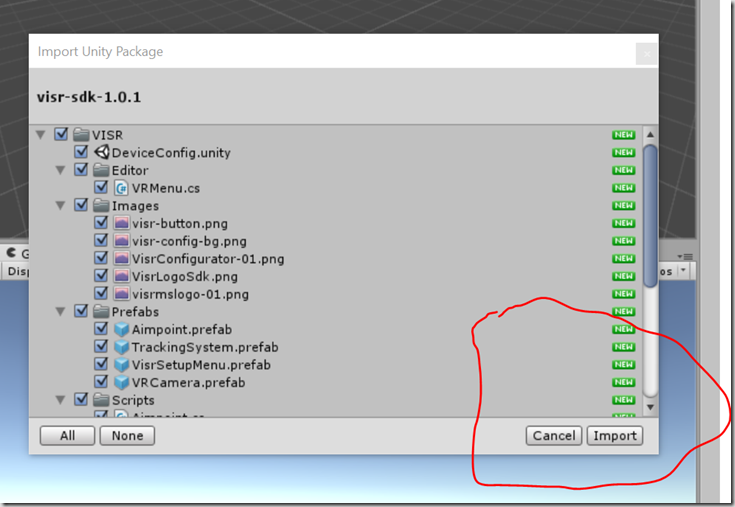 Import Unity Package
visr-sdk-1.0.1
VISR NEW
DeviceConfig.unity NEW
Editor NEW
VRMenu.cs NEW
Images NEW
visr-button.png NEW
visr-config-bg.png NEW
VisrConfigurator-01.png NEW
VisrLogoSdk.png NEW
visrmslogo-01.png NEW
Prefabs NEW
Aimpoint.prefab NEW
TrackingSystem.prefab NEW
VisrSetupMenu.prefab NEW
VRCamera.prefab NEW
Scripts NEW
Aimpoint.cs NEW
All None Cancel Import
G
Disp
os